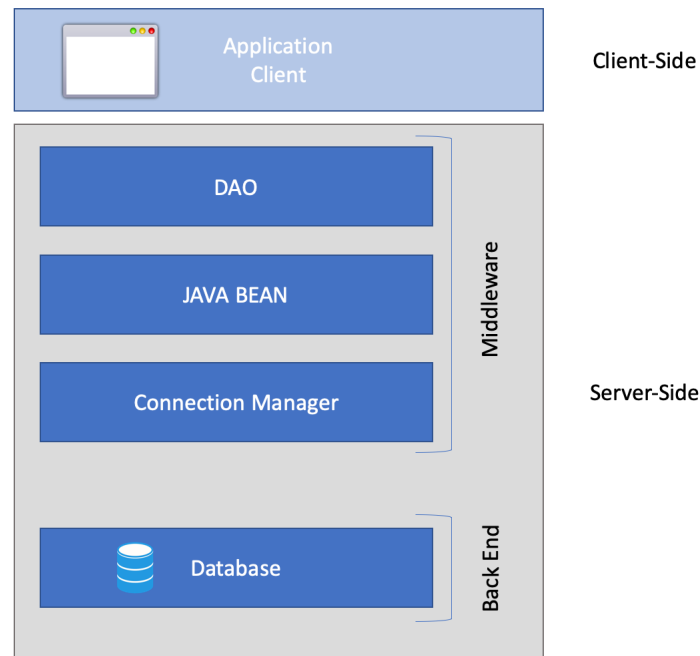 Application
Client
Client-Side
DAO
JAVA BEAN
Connection Manager
Middleware
Server-Side
Database
Back End